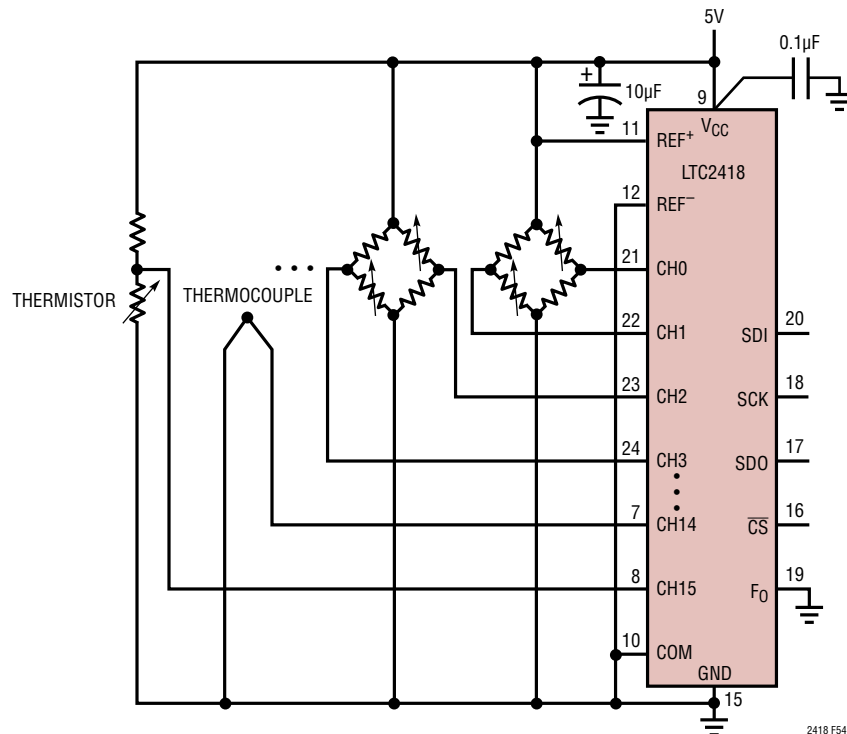 5V
0.1µF
+
10µF
9
VCC
11
REF+
LTC2418
12
REF–
21
CH0
THERMISTOR
THERMOCOUPLE
22
CH1
SDI
20
23
CH2
SCK
18
24
CH3
SDO
17
7
CH14
CS
16
8
CH15
FO
19
10
COM
GND
15
2418 F54